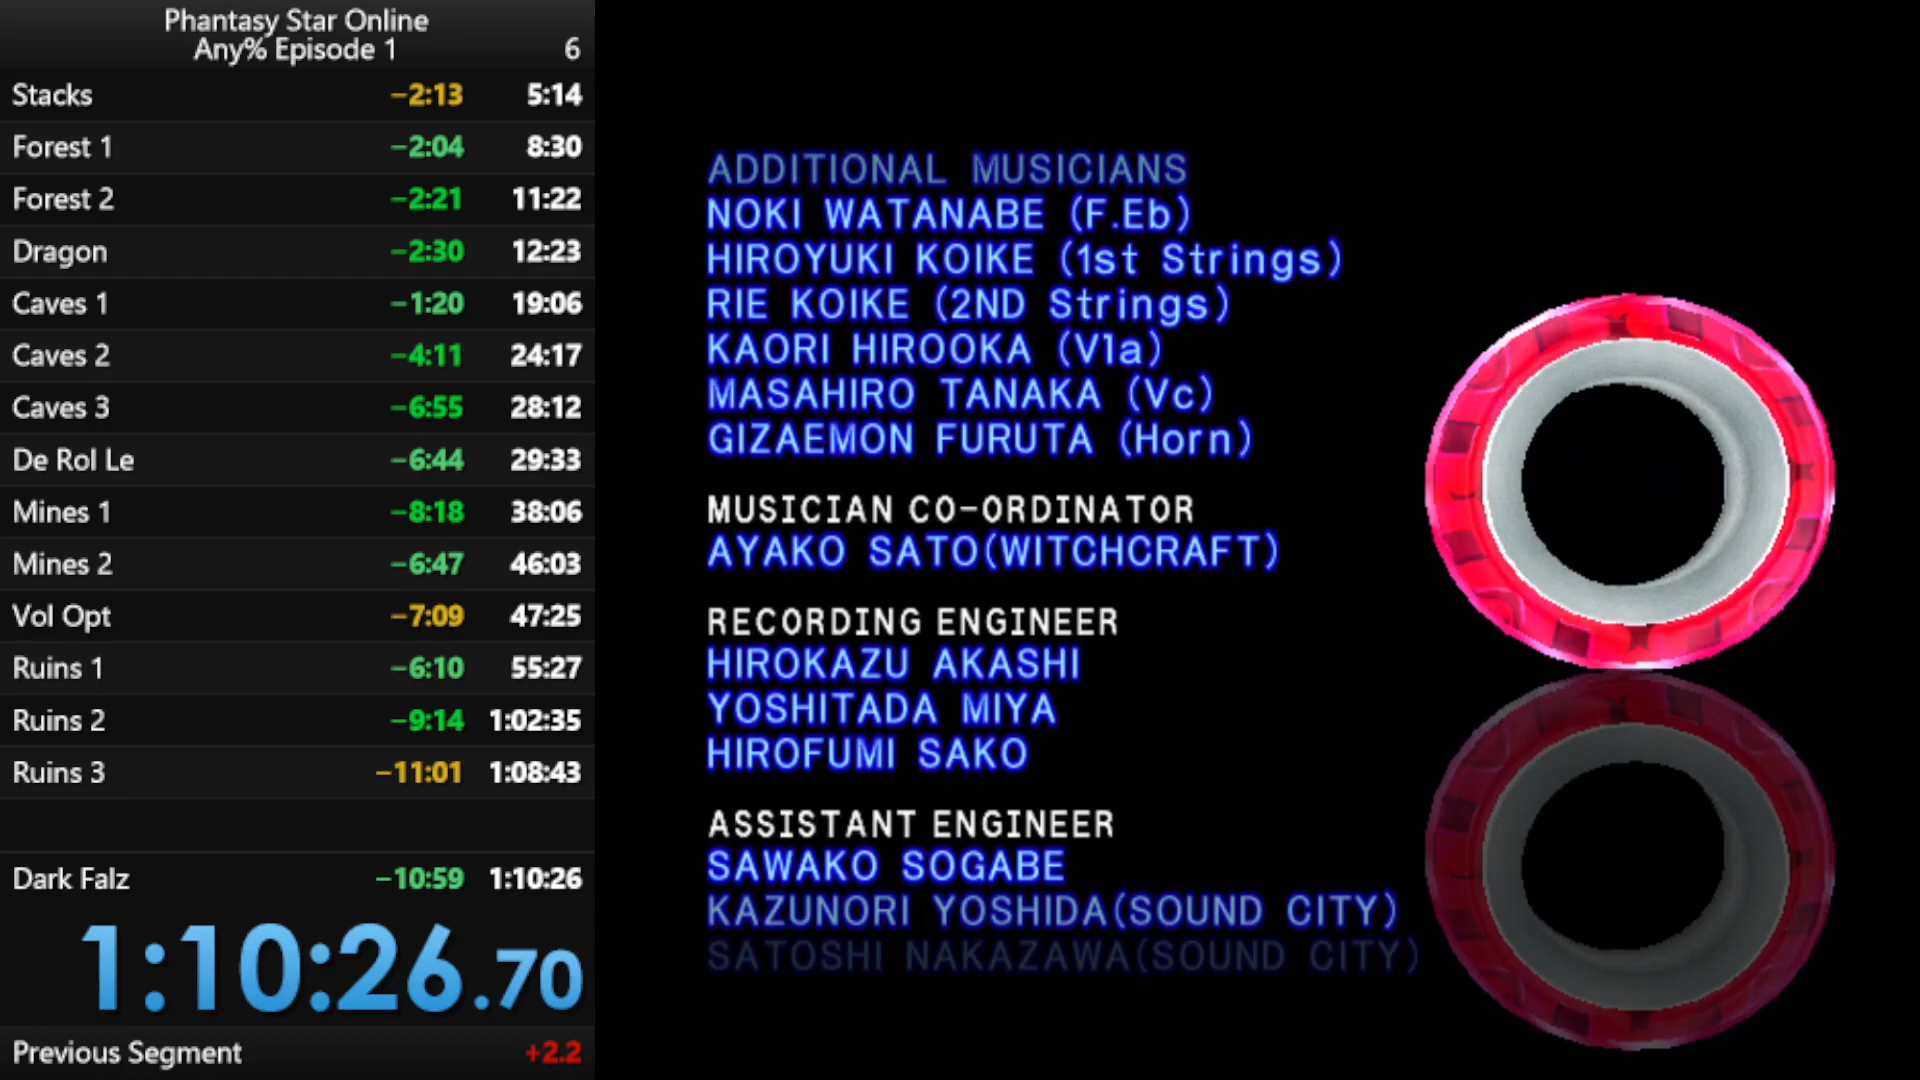 Phantasy Star Online
Any% Episode 1 6
Stacks −2:13 5:14
Forest 1 −2:04 8:30
Forest 2 −2:21 11:22
Dragon −2:30 12:23
Caves 1 −1:20 19:06
Caves 2 −4:11 24:17
Caves 3 −6:55 28:12
De Rol Le −6:44 29:33
Mines 1 −8:18 38:06
Mines 2 −6:47 46:03
Vol Opt −7:09 47:25
Ruins 1 −6:10 55:27
Ruins 2 −9:14 1:02:35
Ruins 3 −11:01 1:08:43
Dark Falz −10:59 1:10:26
1:10:26.70
Previous Segment +2.2
ADDITIONAL MUSICIANS
NOKI WATANABE (F.Eb)
HIROYUKI KOIKE (1st Strings)
RIE KOIKE (2ND Strings)
KAORI HIROOKA (Vla)
MASAHIRO TANAKA (Vc)
GIZAEMON FURUTA (Horn)
MUSICIAN CO-ORDINATOR
AYAKO SATO(WITCHCRAFT)
RECORDING ENGINEER
HIROKAZU AKASHI
YOSHITADA MIYA
HIROFUMI SAKO
ASSISTANT ENGINEER
SAWAKO SOGABE
KAZUNORI YOSHIDA(SOUND CITY)
SATOSHI NAKAZAWA(SOUND CITY)